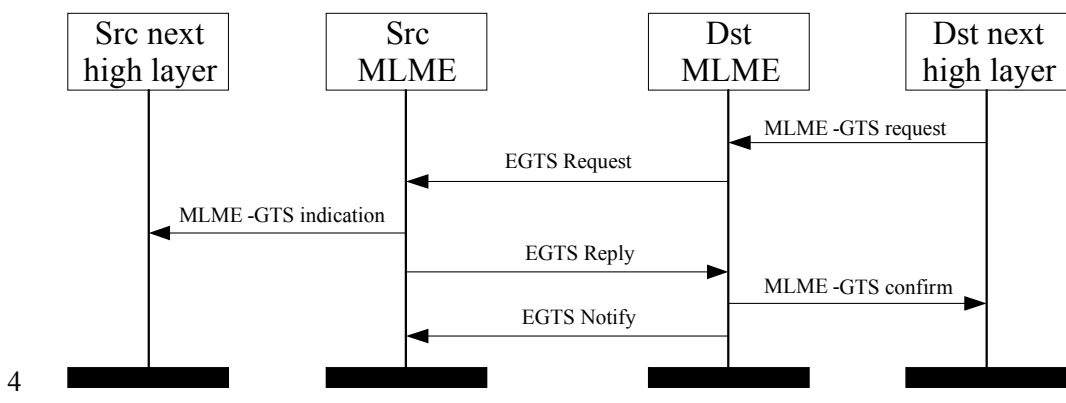 Src next
high layer
Src
MLME
Dst
MLME
Dst next
high layer
MLME -GTS request
EGTS Request
MLME -GTS indication
EGTS Reply
MLME -GTS confirm
EGTS Notify
4